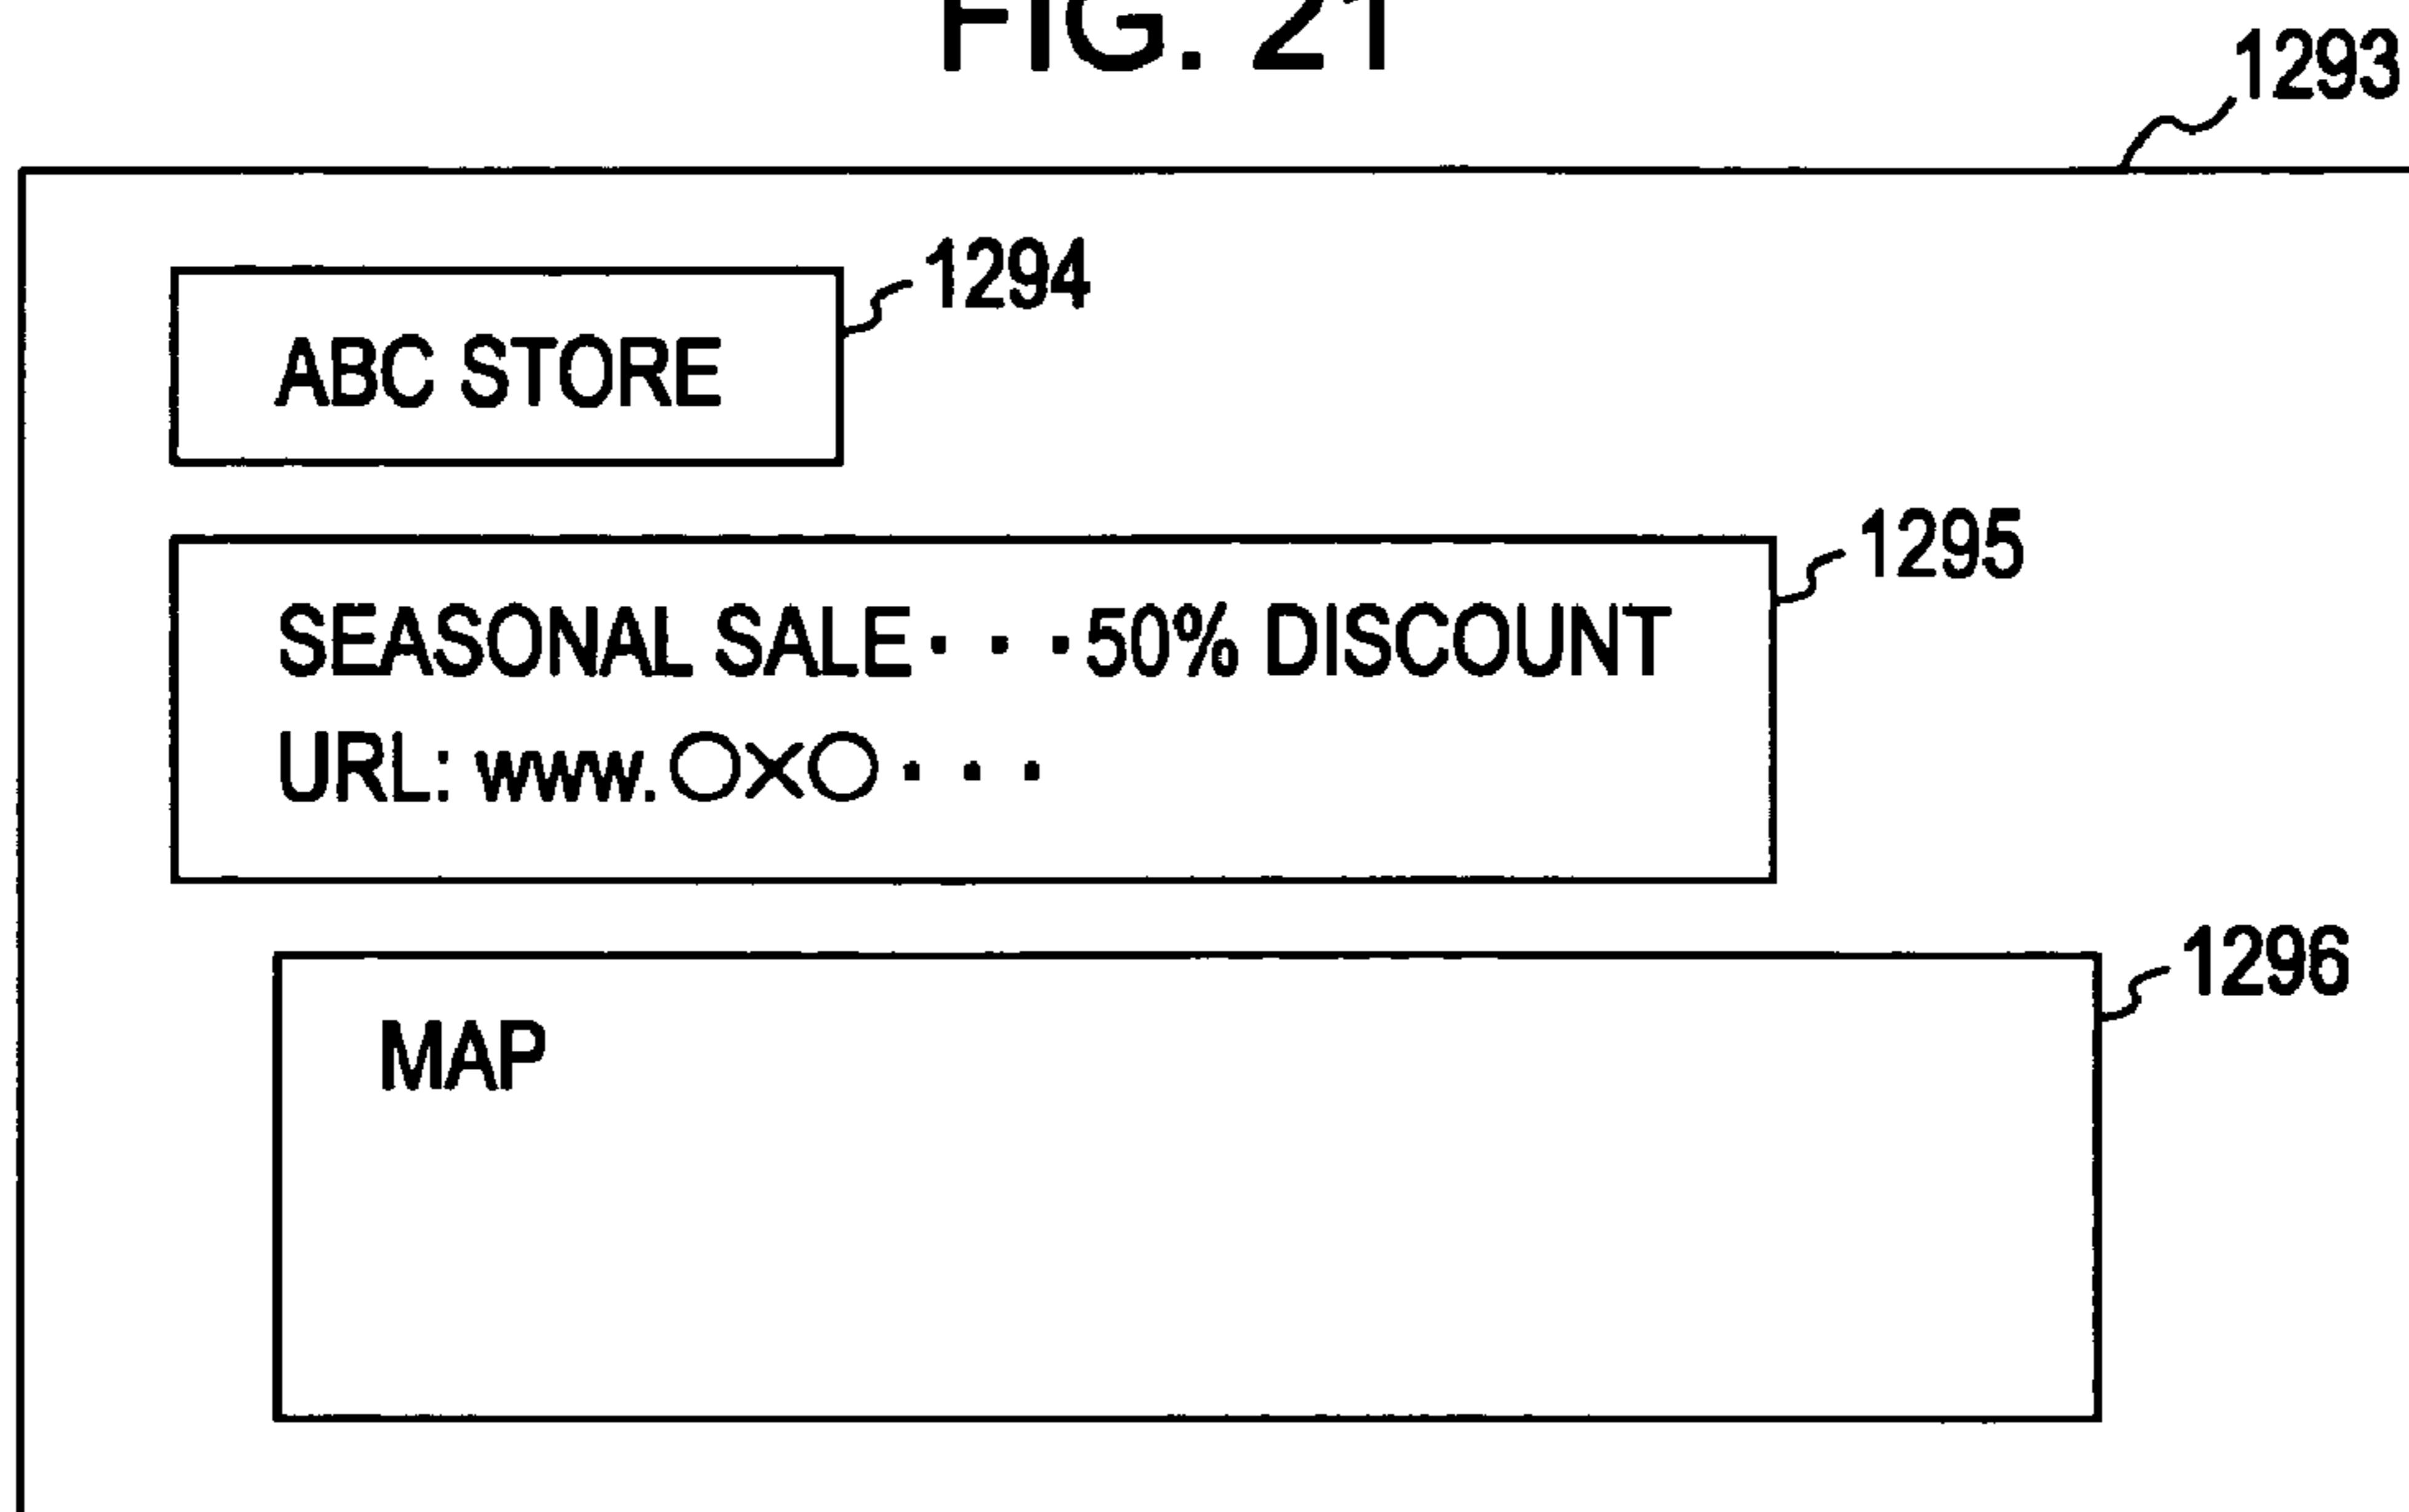 FIG. 21
1293
ABC STORE
1294
SEASONAL SALE・・・50% DISCOUNT
URL: www.○×○・・・
1295
MAP
1296